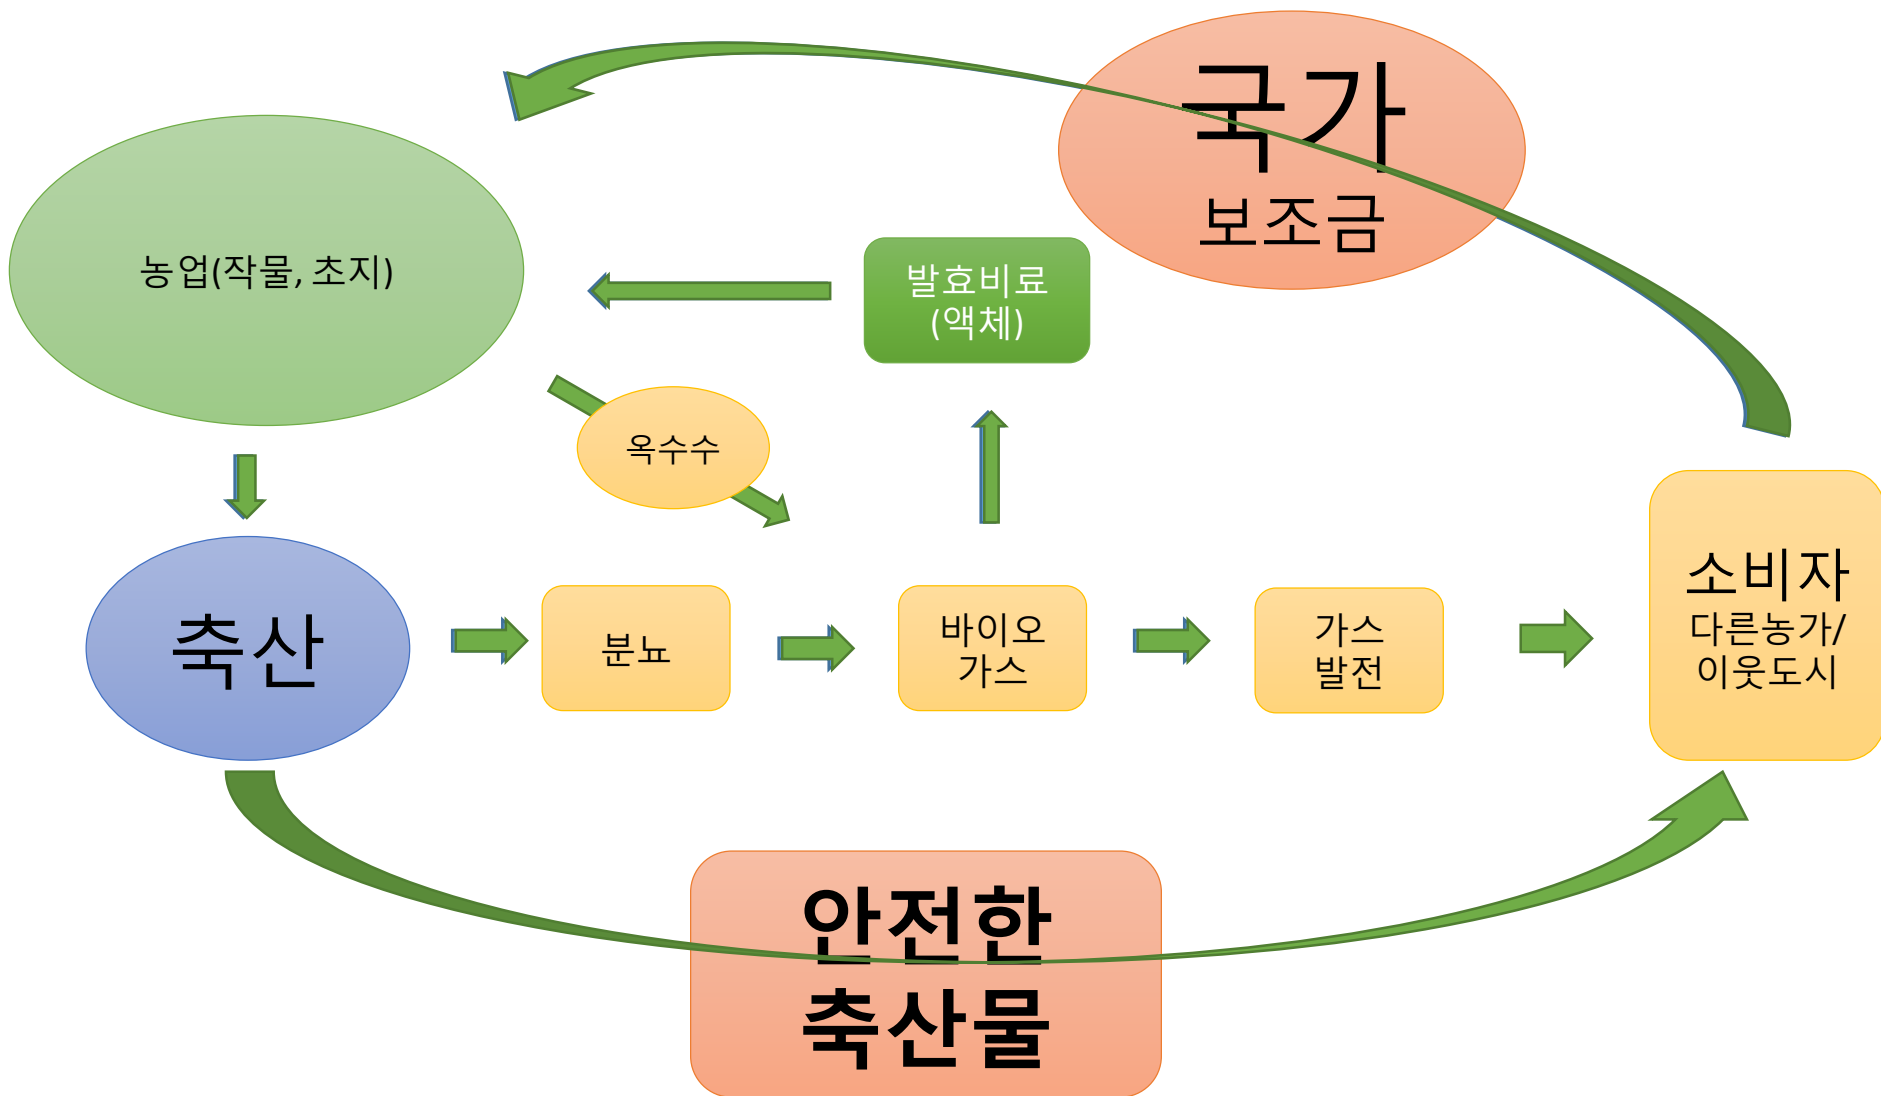 국가
보조금
농업(작물, 초지)
발효비료
(액체)
옥수수
축산
분뇨
바이오
가스
가스
발전
소비자
다른농가/
이웃도시
안전한
축산물